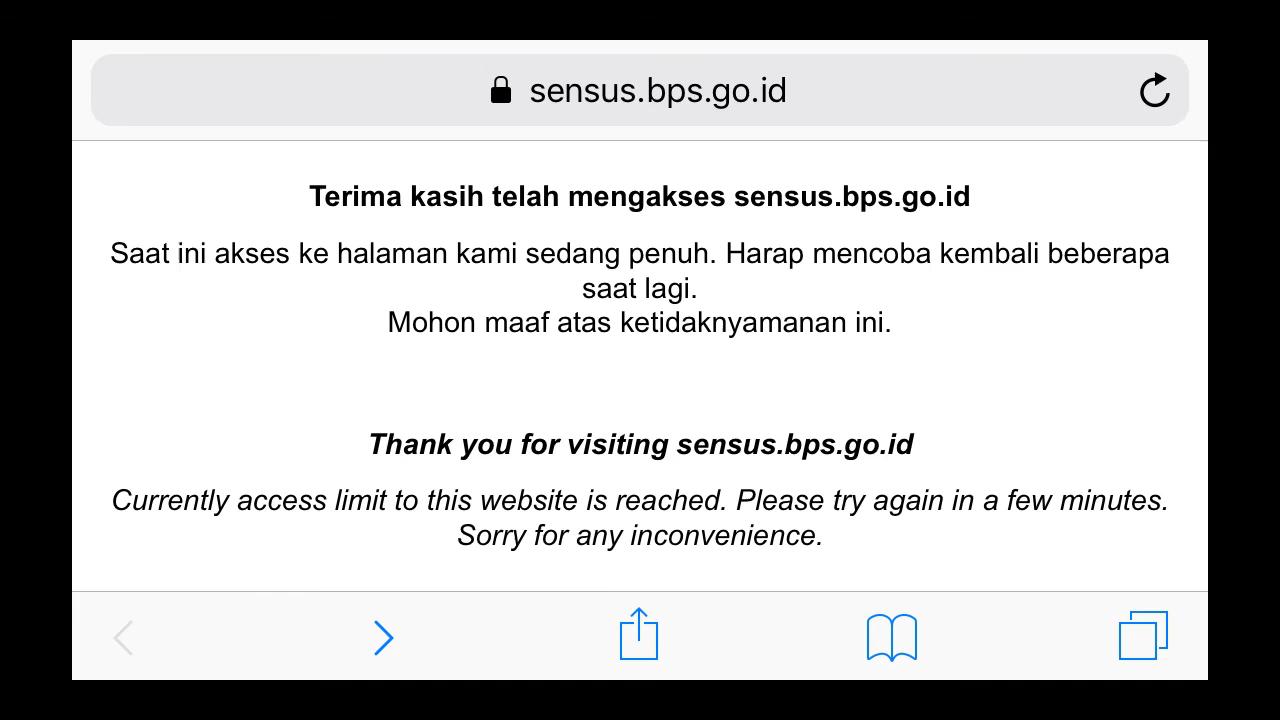 sensus.bps.go.id
Terima kasih telah mengakses sensus.bps.go.id
Saat ini akses ke halaman kami sedang penuh. Harap mencoba kembali beberapa
saat lagi.
Mohon maaf atas ketidaknyamanan ini.
Thank you for visiting sensus.bps.go.id
Currently access limit to this website is reached. Please try again in a few minutes.
Sorry for any inconvenience.